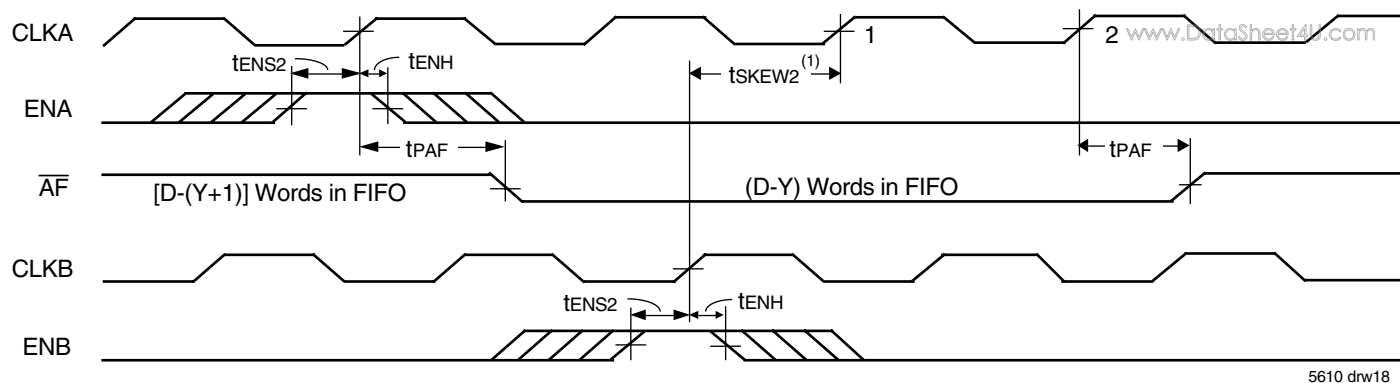 CLKA
1
2
www.DataSheet4U.com
tENS2
tENH
tSKEW2(1)
ENA
tPAF
tPAF
AF
[D-(Y+1)] Words in FIFO
(D-Y) Words in FIFO
CLKB
tENS2
tENH
ENB
5610 drw18